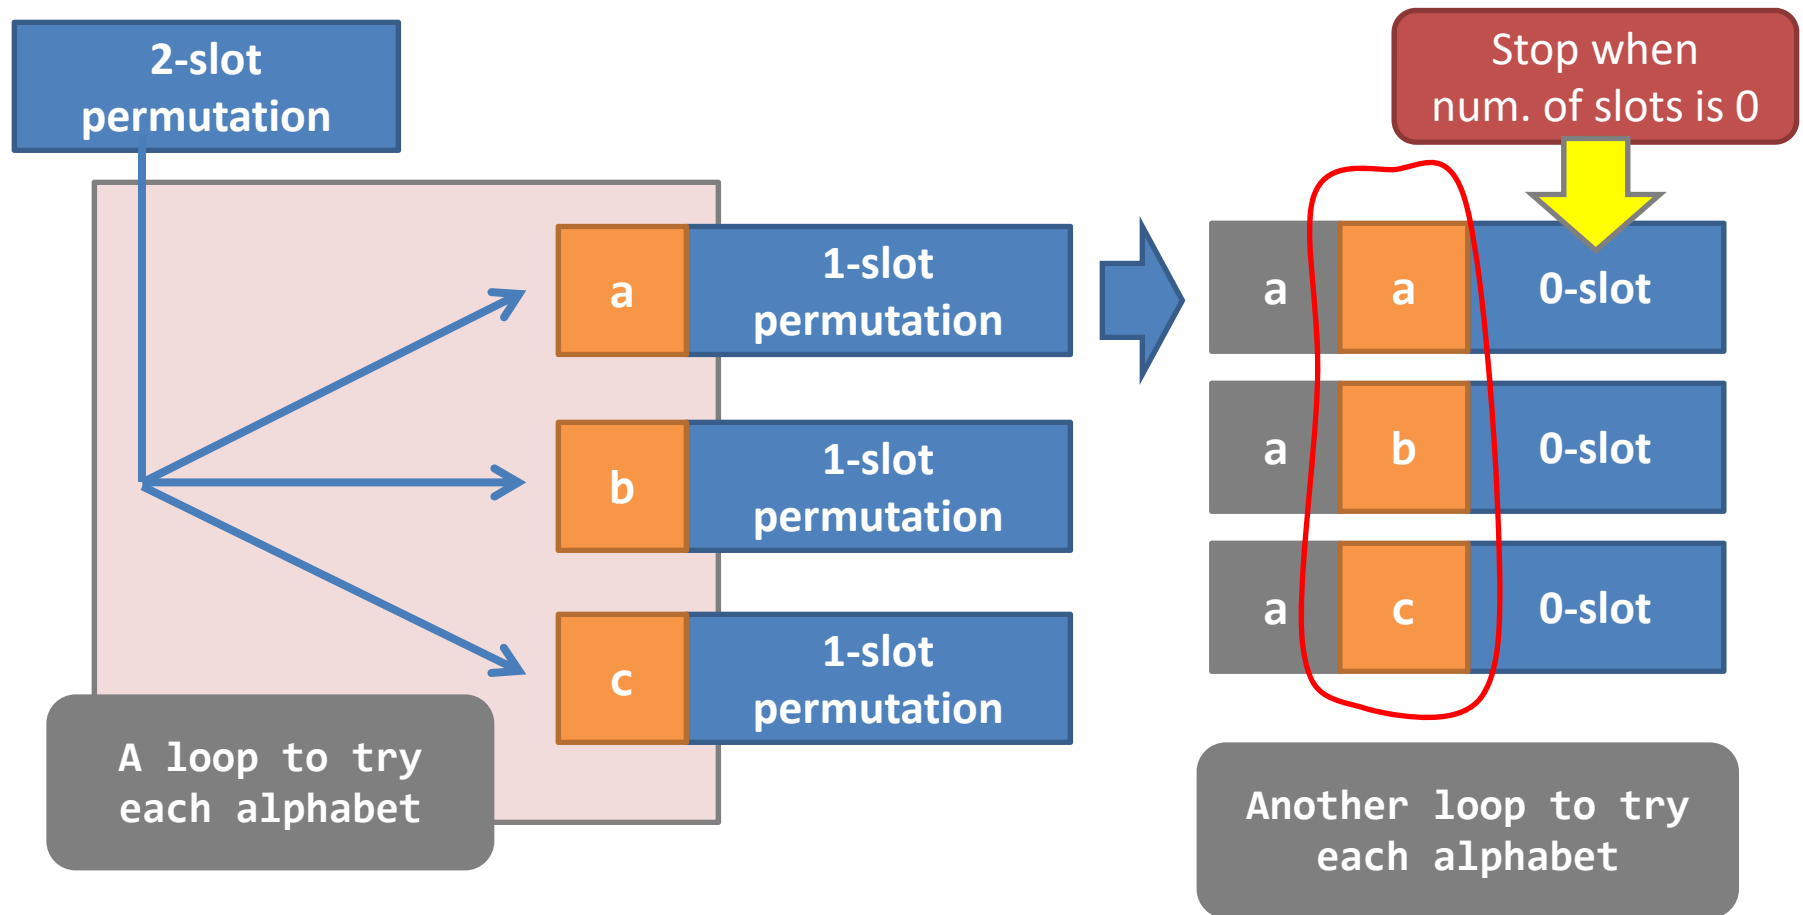 2-slot
permutation
Stop when
num. of slots is 0
a
1-slot
permutation
b
1-slot
permutation
c
1-slot
permutation
a a 0-slot
a b 0-slot
a c 0-slot
A loop to try
each alphabet
Another loop to try
each alphabet